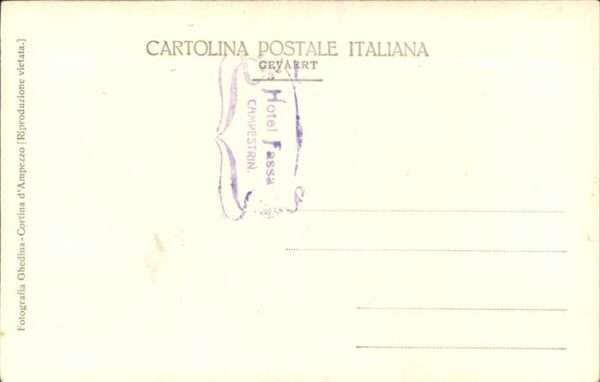 CARTOLINA POSTALE ITALIANA
GEVAERT
Hotel Fassa
CAMPESTRIN.
Fotografia Ghedina-Cortina d'Ampezzo [Riproduzione vietata.]